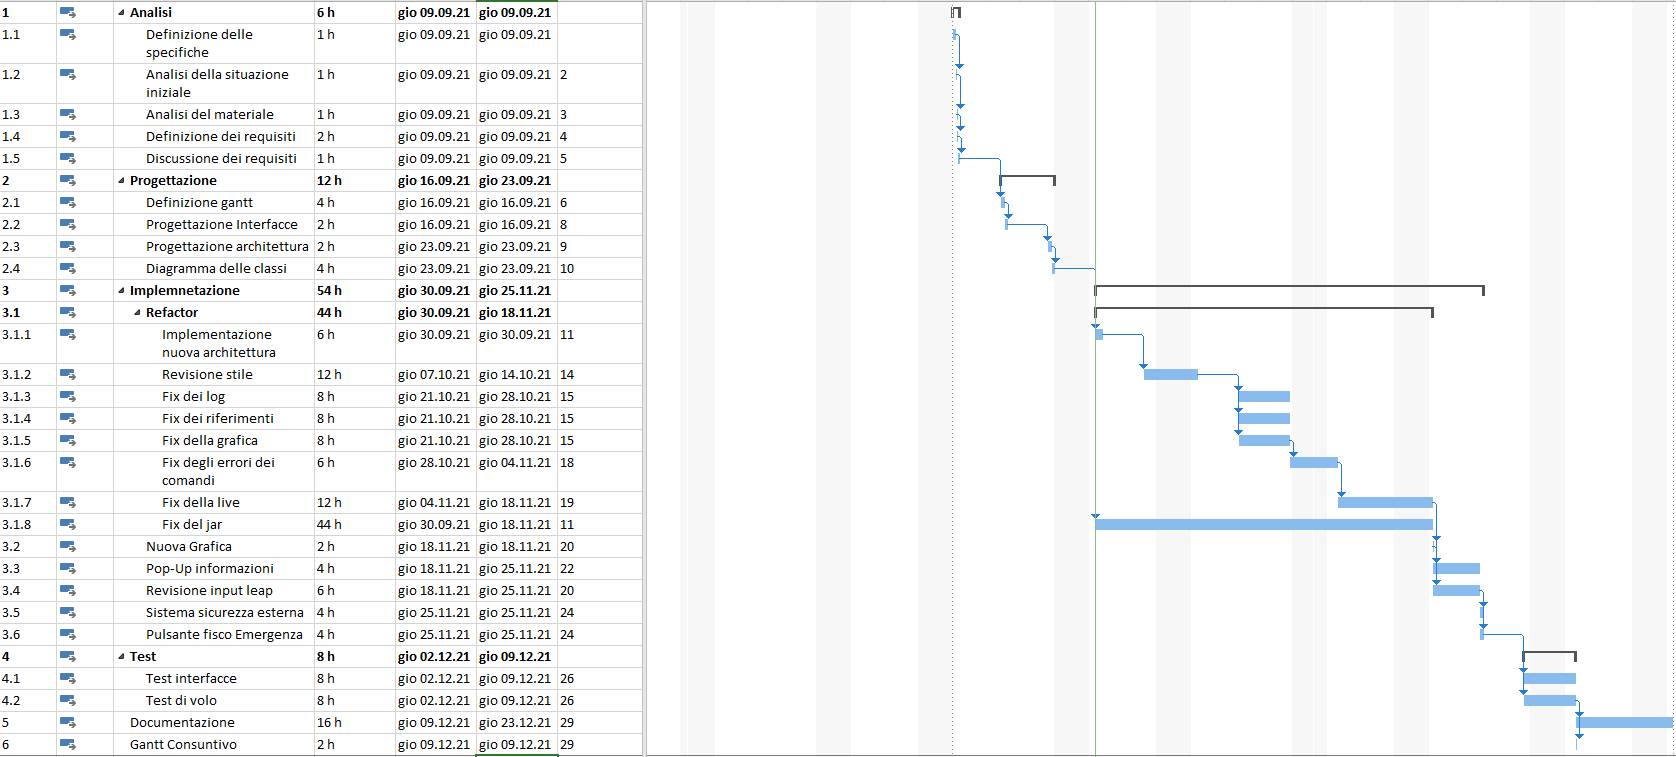 1 Analisi 6 h gio 09.09.21 gio 09.09.21
1.1 Definizione delle 1 h gio 09.09.21 gio 09.09.21
specifiche
1.2 Analisi della situazione 1 h gio 09.09.21 gio 09.09.21 2
iniziale
1.3 Analisi del materiale 1 h gio 09.09.21 gio 09.09.21 3
1.4 Definizione dei requisiti 2 h gio 09.09.21 gio 09.09.21 4
1.5 Discussione dei requisiti 1 h gio 09.09.21 gio 09.09.21 5
2 Progettazione 12 h gio 16.09.21 gio 23.09.21
2.1 Definizione gantt 4 h gio 16.09.21 gio 16.09.21 6
2.2 Progettazione Interfacce 2 h gio 16.09.21 gio 16.09.21 8
2.3 Progettazione architettura 2 h gio 23.09.21 gio 23.09.21 9
2.4 Diagramma delle classi 4 h gio 23.09.21 gio 23.09.21 10
3 Implemnetazione 54 h gio 30.09.21 gio 25.11.21
3.1 Refactor 44 h gio 30.09.21 gio 18.11.21
3.1.1 Implementazione 6 h gio 30.09.21 gio 30.09.21 11
nuova architettura
3.1.2 Revisione stile 12 h gio 07.10.21 gio 14.10.21 14
3.1.3 Fix dei log 8 h gio 21.10.21 gio 28.10.21 15
3.1.4 Fix dei riferimenti 8 h gio 21.10.21 gio 28.10.21 15
3.1.5 Fix della grafica 8 h gio 21.10.21 gio 28.10.21 15
3.1.6 Fix degli errori dei 6 h gio 28.10.21 gio 04.11.21 18
comandi
3.1.7 Fix della live 12 h gio 04.11.21 gio 18.11.21 19
3.1.8 Fix del jar 44 h gio 30.09.21 gio 18.11.21 11
3.2 Nuova Grafica 2 h gio 18.11.21 gio 18.11.21 20
3.3 Pop-Up informazioni 4 h gio 18.11.21 gio 25.11.21 22
3.4 Revisione input leap 6 h gio 18.11.21 gio 25.11.21 20
3.5 Sistema sicurezza esterna 4 h gio 25.11.21 gio 25.11.21 24
3.6 Pulsante fisco Emergenza 4 h gio 25.11.21 gio 25.11.21 24
4 Test 8 h gio 02.12.21 gio 09.12.21
4.1 Test interfacce 8 h gio 02.12.21 gio 09.12.21 26
4.2 Test di volo 8 h gio 02.12.21 gio 09.12.21 26
5 Documentazione 16 h gio 09.12.21 gio 23.12.21 29
6 Gantt Consuntivo 2 h gio 09.12.21 gio 09.12.21 29